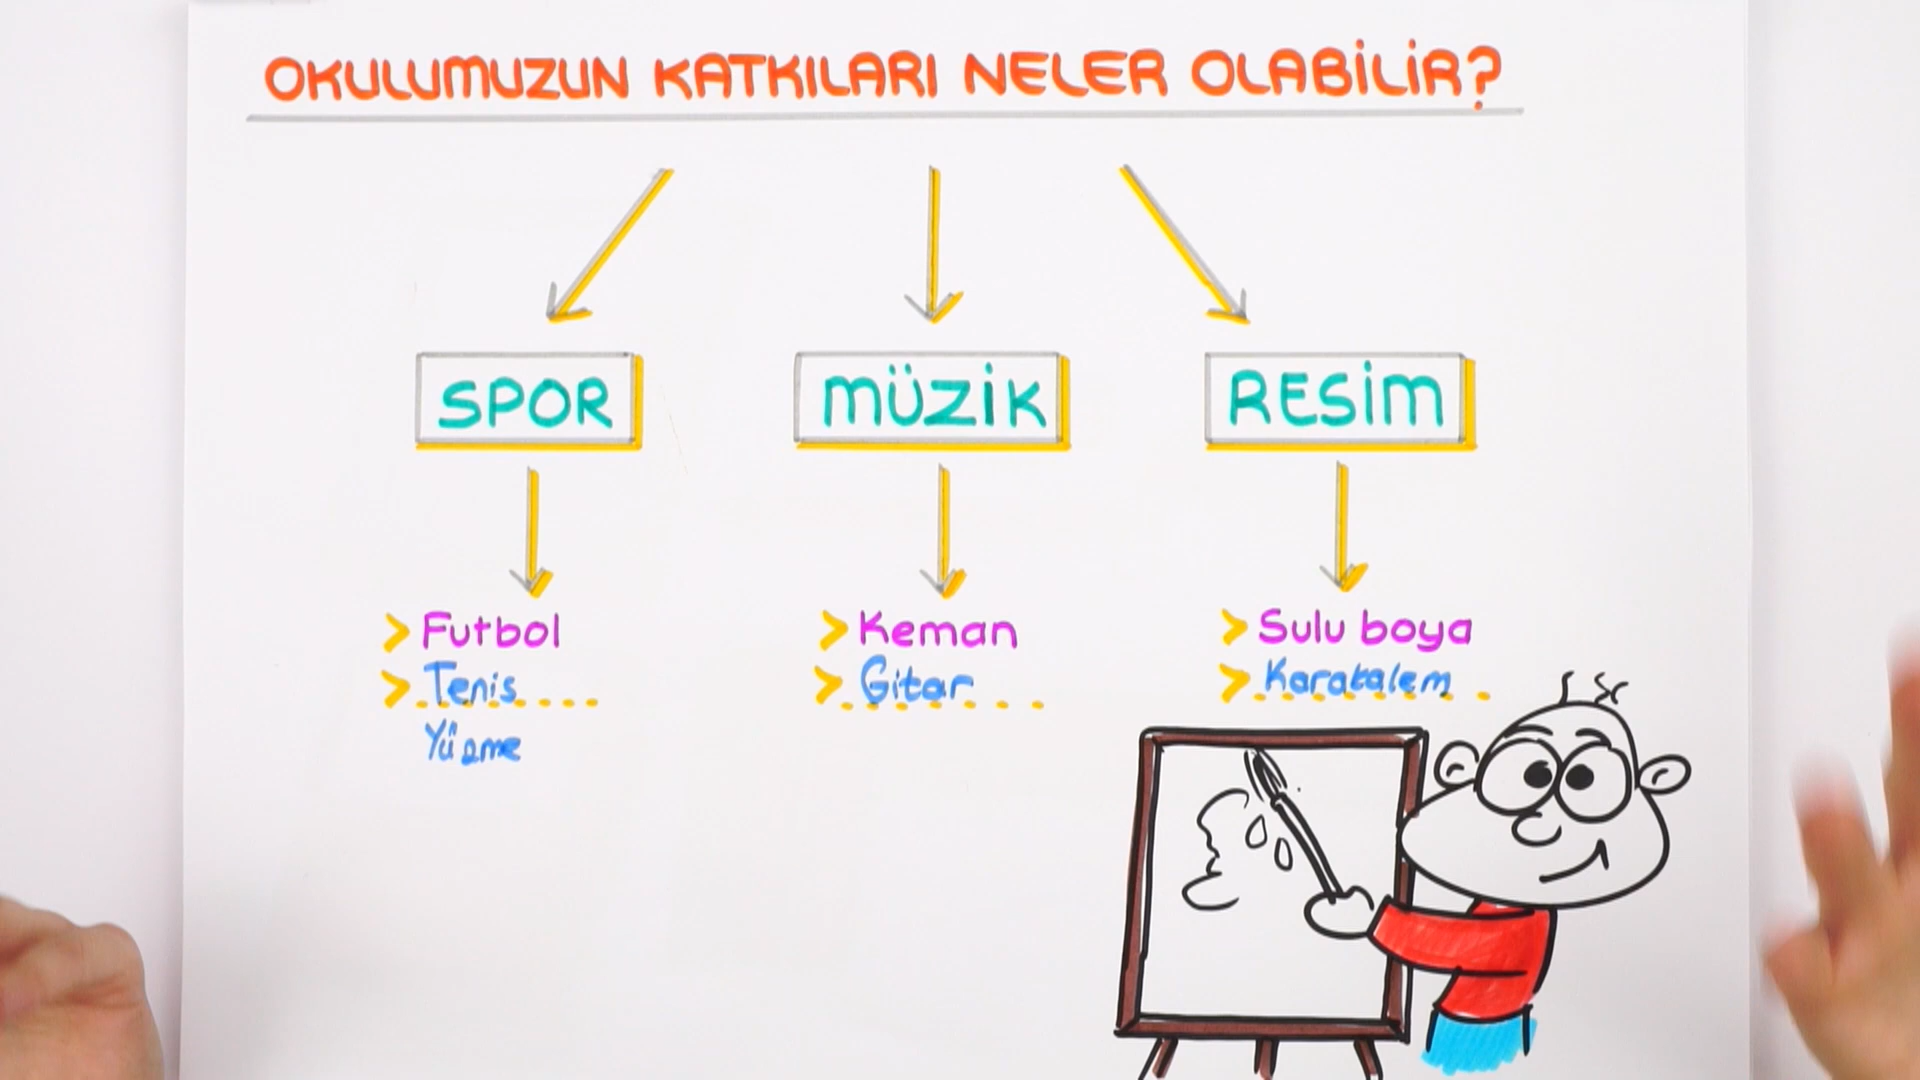 OKULUMUZUN KATKILARI NELER OLABİLİR?
SPOR
MÜZİK
RESİM
> Futbol
> Tenis
Yüzme
> Keman
> Gitar
> Sulu boya
> Karakalem